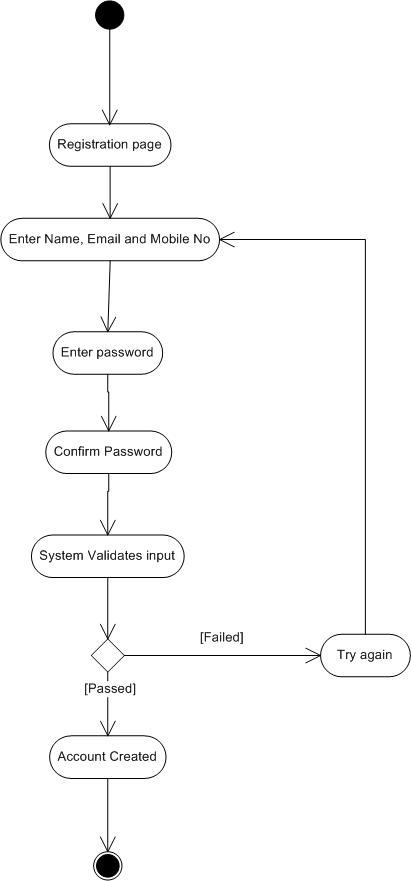 Registration page
Enter Name, Email and Mobile No
Enter password
Confirm Password
System Validates input
[Failed]
Try again
[Passed]
Account Created